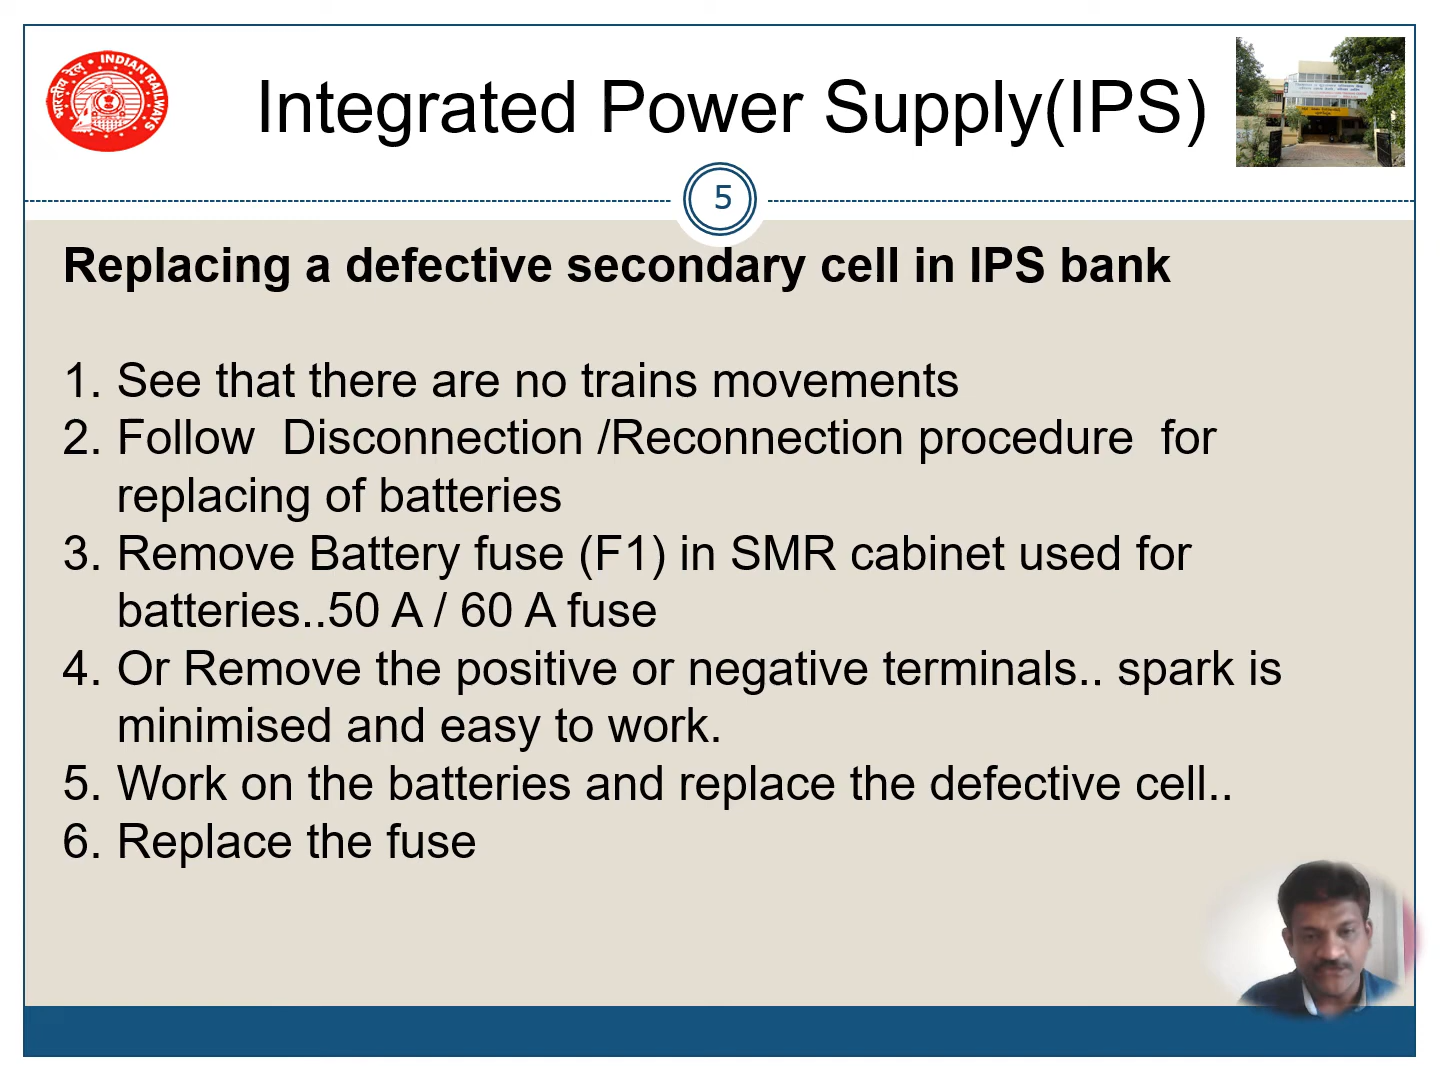 भारतीय रेल
INDIAN RAILWAYS
Integrated Power Supply(IPS)
5
Replacing a defective secondary cell in IPS bank
1. See that there are no trains movements
2. Follow Disconnection /Reconnection procedure for
replacing of batteries
3. Remove Battery fuse (F1) in SMR cabinet used for
batteries..50 A / 60 A fuse
4. Or Remove the positive or negative terminals.. spark is
minimised and easy to work.
5. Work on the batteries and replace the defective cell..
6. Replace the fuse